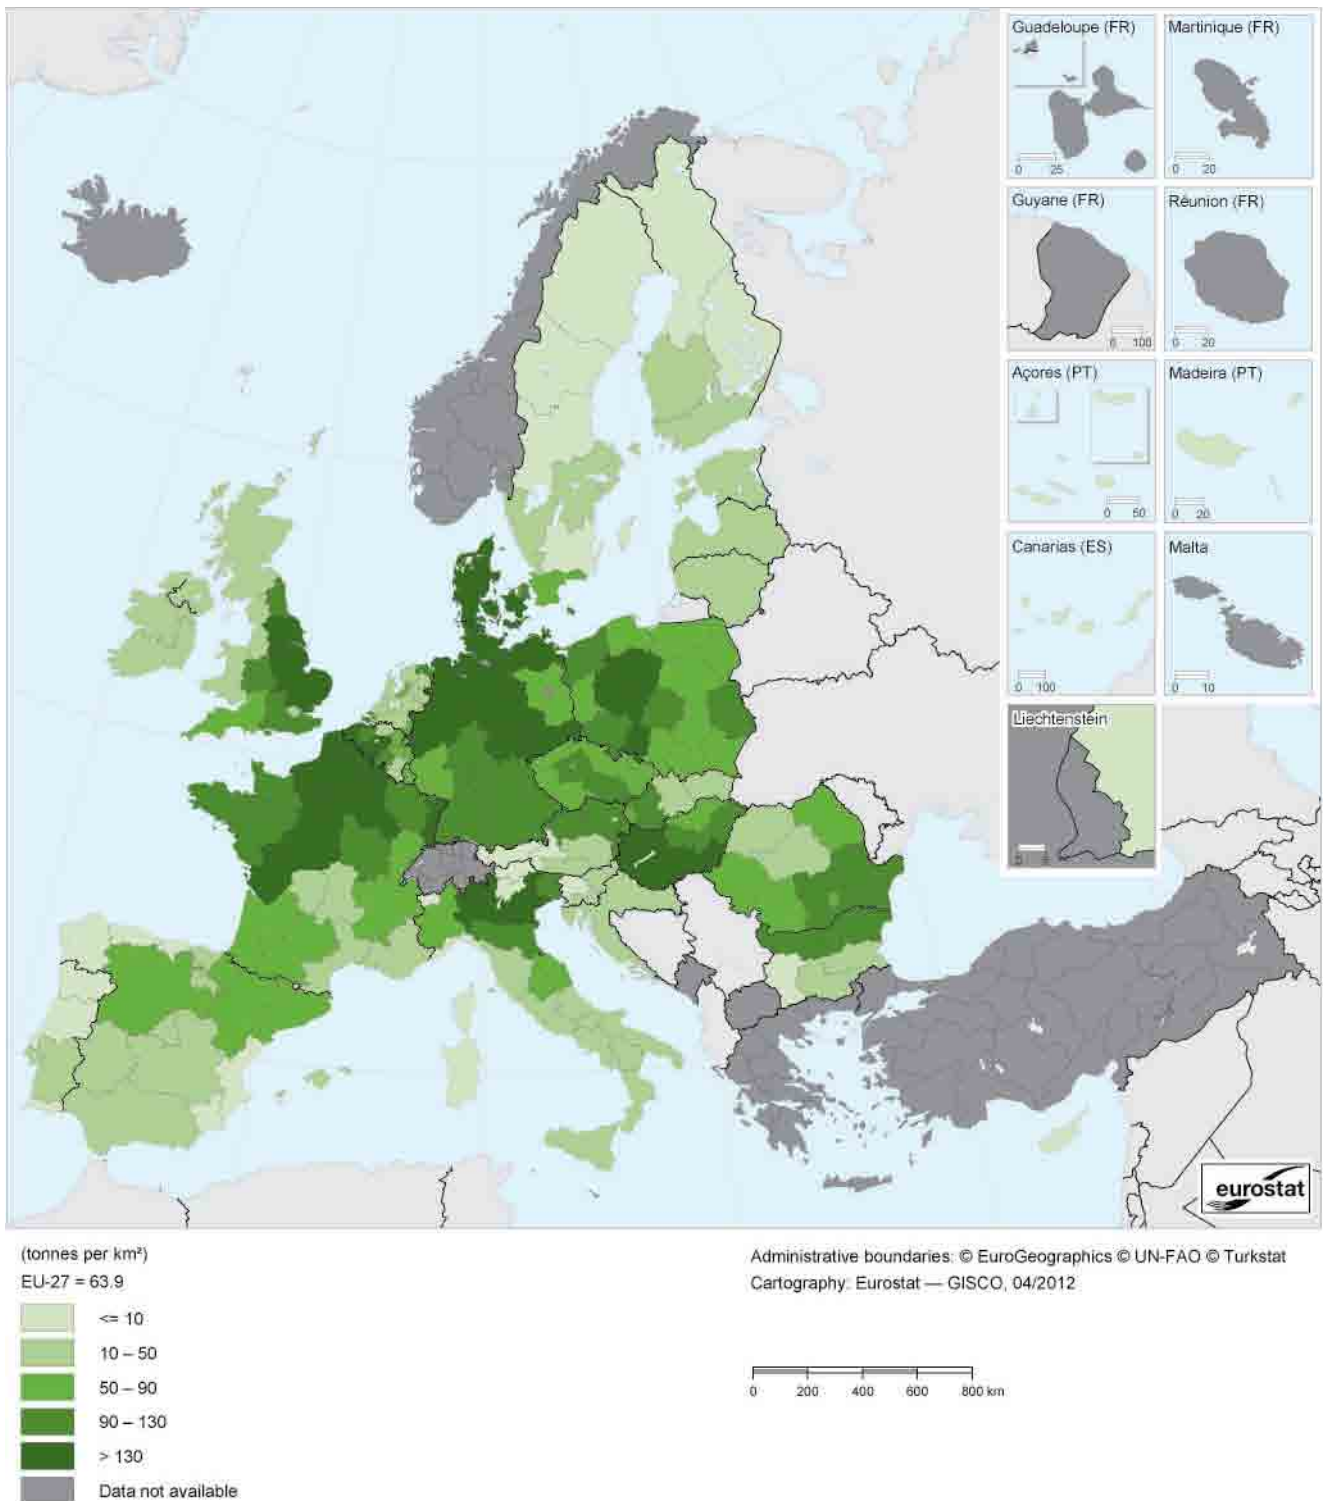 Guadeloupe (FR)
0 25
Martinique (FR)
0 20
Guyane (FR)
0 100
Réunion (FR)
0 20
Açores (PT)
0 50
Madeira (PT)
0 20
Canarias (ES)
0 100
Malta
0 10
Liechtenstein
eurostat
(tonnes per km²)
EU-27 = 63.9
<= 10
10 – 50
50 – 90
90 – 130
> 130
Data not available
Administrative boundaries: © EuroGeographics © UN-FAO © Turkstat
Cartography: Eurostat — GISCO, 04/2012
0 200 400 600 800 km